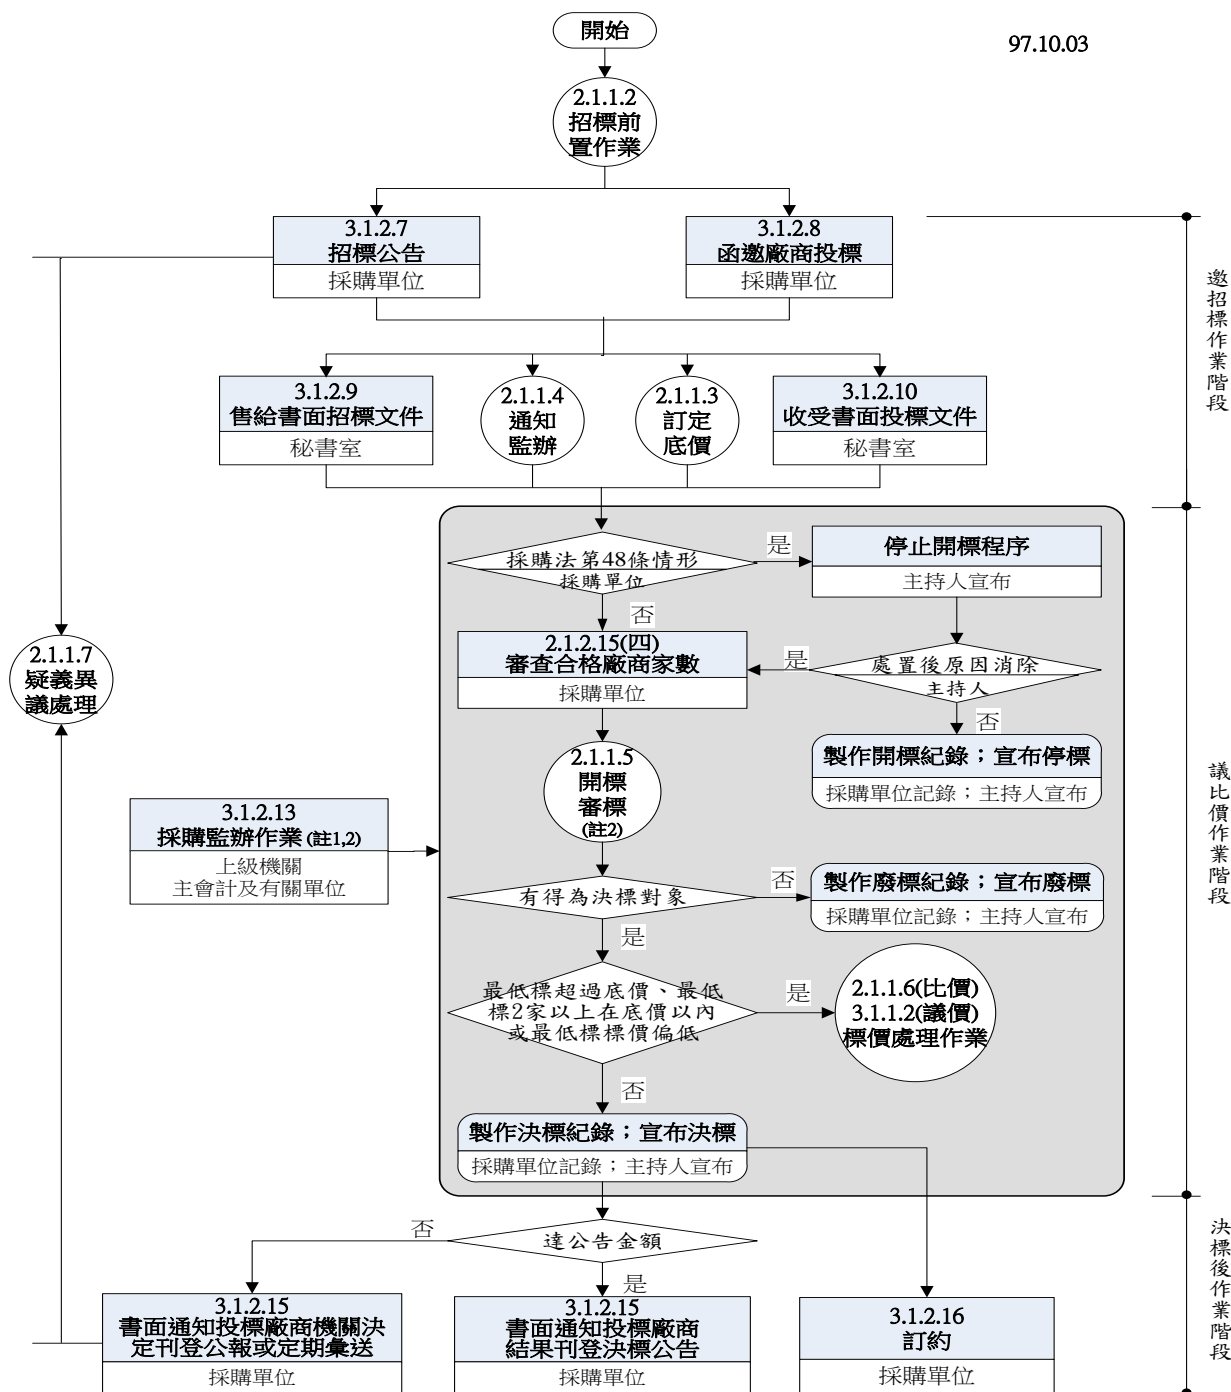 開始
97.10.03
2.1.1.2
招標前
置作業
3.1.2.7
招標公告
採購單位
3.1.2.8
函邀廠商投標
採購單位
邀招標作業階段
3.1.2.9
售給書面招標文件
秘書室
2.1.1.4
通知
監辦
2.1.1.3
訂定
底價
3.1.2.10
收受書面投標文件
秘書室
採購法第48條情形
採購單位
是
停止開標程序
主持人宣布
否
2.1.2.15(四)
審查合格廠商家數
採購單位
是
處置後原因消除
主持人
否
製作開標紀錄；宣布停標
採購單位記錄；主持人宣布
2.1.1.7
疑義異
議處理
2.1.1.5
開標
審標
(註2)
議比價作業階段
3.1.2.13
採購監辦作業(註1,2)
上級機關
主會計及有關單位
有得為決標對象
否
製作廢標紀錄；宣布廢標
採購單位記錄；主持人宣布
是
最低標超過底價、最低
標2家以上在底價以內
或最低標標價偏低
是
2.1.1.6(比價)
3.1.1.2(議價)
標價處理作業
否
製作決標紀錄；宣布決標
採購單位記錄；主持人宣布
否
達公告金額
是
決標後作業階段
3.1.2.15
書面通知投標廠商機關決
定刊登公報或定期彙送
採購單位
3.1.2.15
書面通知投標廠商
結果刊登決標公告
採購單位
3.1.2.16
訂約
採購單位